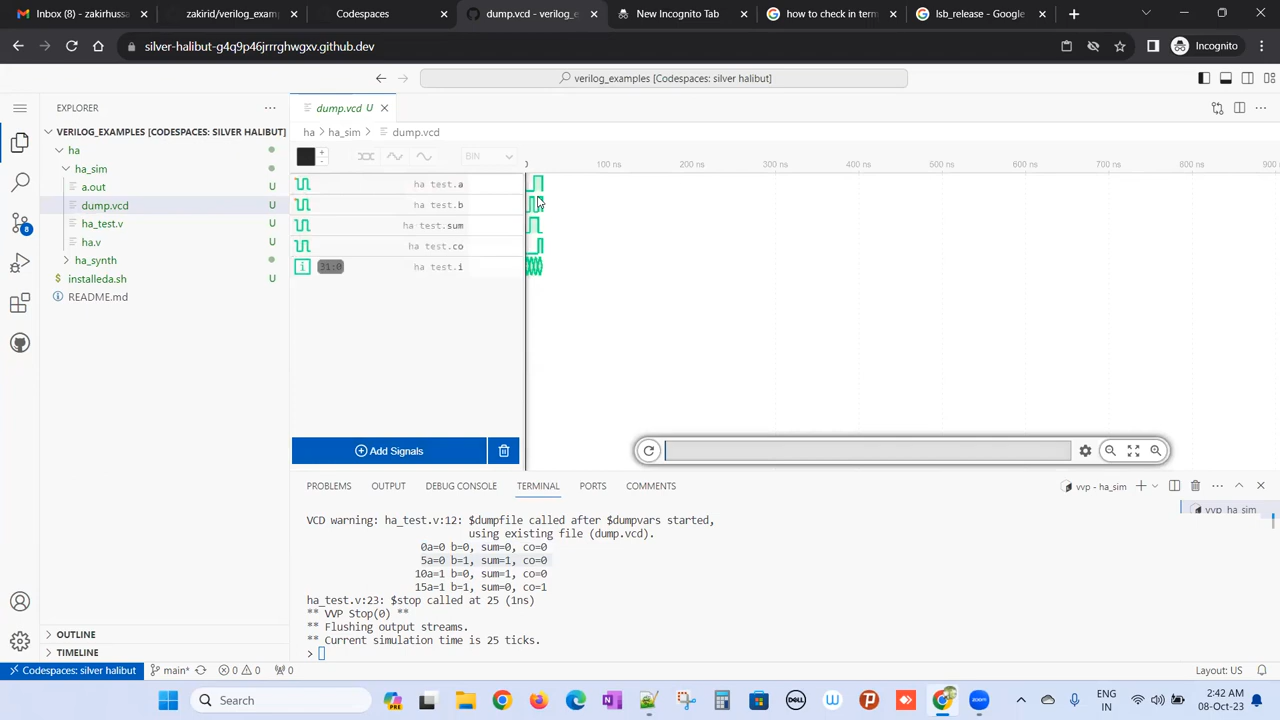 Inbox (8) - zakirhussa
zakirid/verilog_examp
Codespaces
dump.vcd - verilog_e
New Incognito Tab
how to check in term
lsb_release - Google
silver-halibut-g4q9p46jrrrghwgxv.github.dev
Incognito
verilog_examples [Codespaces: silver halibut]
EXPLORER
VERILOG_EXAMPLES [CODESPACES: SILVER HALIBUT]
ha
ha_sim
a.out U
dump.vcd U
ha_test.v U
ha.v U
ha_synth
installeda.sh U
README.md
OUTLINE
TIMELINE
8
dump.vcd U
ha > ha_sim > dump.vcd
BIN
0 100 ns 200 ns 300 ns 400 ns 500 ns 600 ns 700 ns 800 ns 900
ha test.a
ha test.b
ha test.sum
ha test.co
i 31:0 ha test.i
Add Signals
PROBLEMS OUTPUT DEBUG CONSOLE TERMINAL PORTS COMMENTS
vvp - ha_sim
vvp ha_sim
VCD warning: ha_test.v:12: $dumpfile called after $dumpvars started,
using existing file (dump.vcd).
0a=0 b=0, sum=0, co=0
5a=0 b=1, sum=1, co=0
10a=1 b=0, sum=1, co=0
15a=1 b=1, sum=0, co=1
ha_test.v:23: $stop called at 25 (1ns)
** VVP Stop(0) **
** Flushing output streams.
** Current simulation time is 25 ticks.
>
Codespaces: silver halibut main* 0 0 0 Layout: US
Search
PRE
DELL
ENG
IN
2:42 AM
08-Oct-23